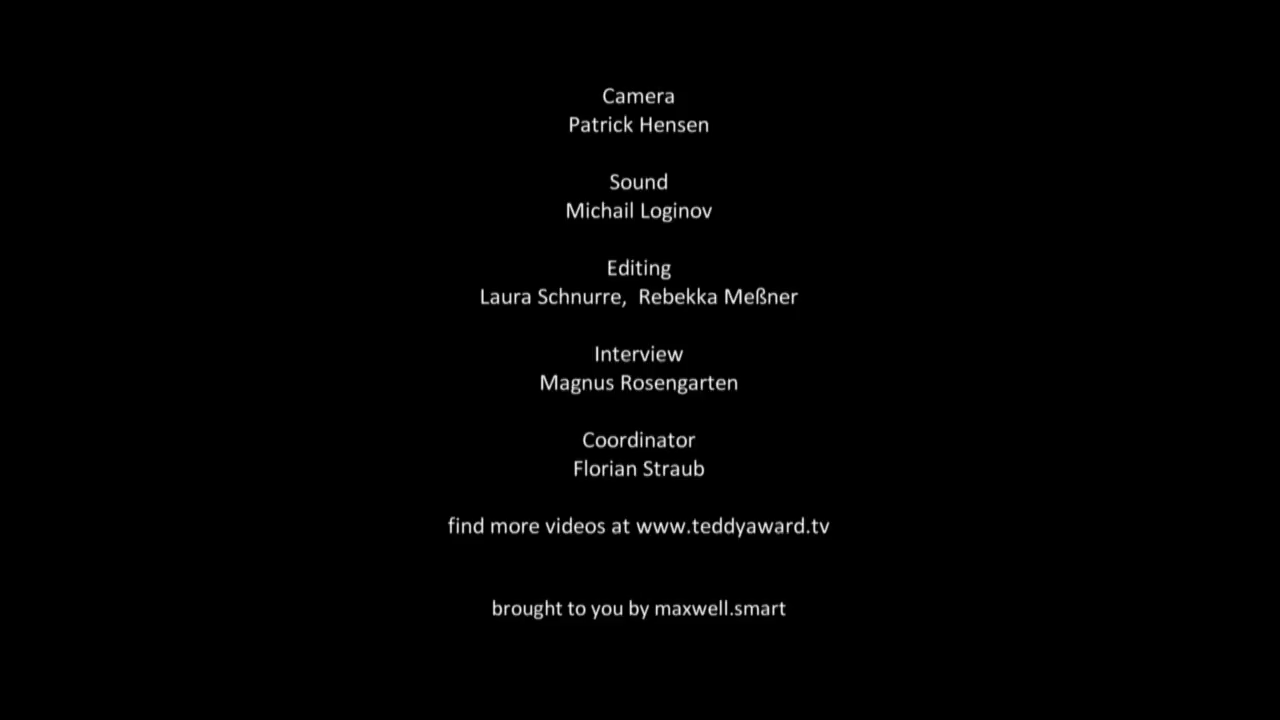 Camera
Patrick Hensen
Sound
Michail Loginov
Editing
Laura Schnurre,  Rebekka Meßner
Interview
Magnus Rosengarten
Coordinator
Florian Straub
find more videos at www.teddyaward.tv
brought to you by maxwell.smart